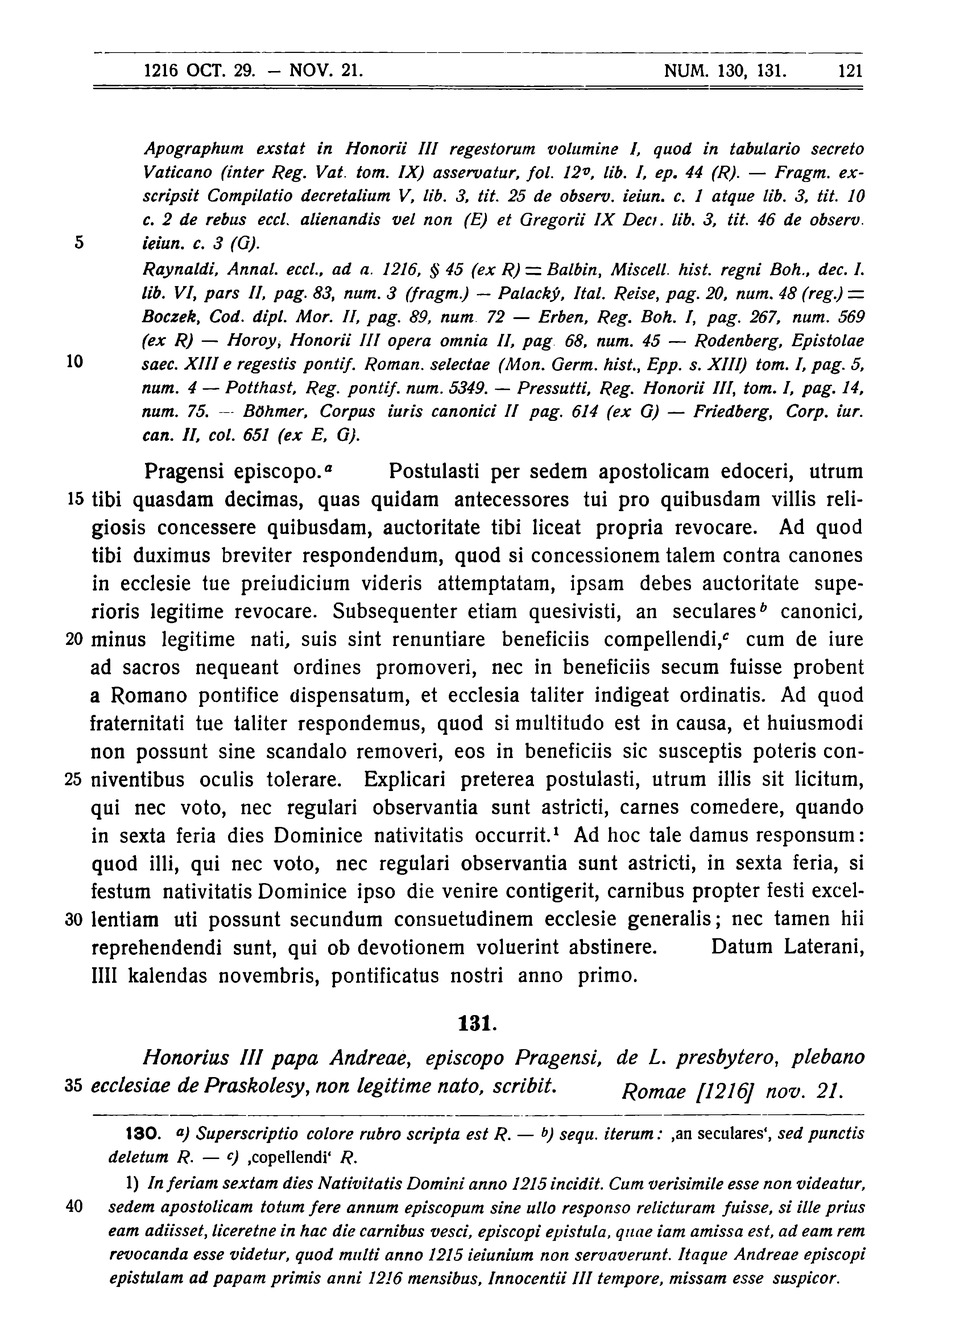 1216 OCT. 29. — NOV. 21. NUM. 130, 131. 121
Apographum exstat in Honorii III regestorum volumine I, quod in tabulario secreto
Vaticano (inter Reg. Vat. tom. IX) asservatur, fol. 12v, lib. I, ep. 44 (R). — Fragm. ex-
scripsit Compilatio decretalium V, lib. 3, tit. 25 de observ. ieiun. c. 1 atque lib. 3, tit. 10
c. 2 de rebus eccl. alienandis vel non (E) et Gregorii IX Decr. lib. 3, tit. 46 de observ.
5 ieiun. c. 3 (G).
Raynaldi, Annal. eccl., ad a. 1216, § 45 (ex R) = Balbin, Miscell. hist. regni Boh., dec. I.
lib. VI, pars II, pag. 83, num. 3 (fragm.) — Palacký, Ital. Reise, pag. 20, num. 48 (reg.) =
Boczek, Cod. dipl. Mor. II, pag. 89, num 72 — Erben, Reg. Boh. I, pag. 267, num. 569
(ex R) — Horoy, Honorii III opera omnia II, pag 68, num. 45 — Rodenberg, Epistolae
10 saec. XIII e regestis pontif. Roman. selectae (Mon. Germ. hist., Epp. s. XIII) tom. I, pag. 5,
num. 4 — Potthast, Reg. pontif. num. 5349. — Pressutti, Reg. Honorii III, tom. I, pag. 14,
num. 75. — Böhmer, Corpus iuris canonici II pag. 614 (ex G) — Friedberg, Corp. iur.
can. II, col. 651 (ex E, G).
Pragensi episcopo.a Postulasti per sedem apostolicam edoceri, utrum
15 tibi quasdam decimas, quas quidam antecessores tui pro quibusdam villis reli-
giosis concessere quibusdam, auctoritate tibi liceat propria revocare. Ad quod
tibi duximus breviter respondendum, quod si concessionem talem contra canones
in ecclesie tue preiudicium videris attemptatam, ipsam debes auctoritate supe-
rioris legitime revocare. Subsequenter etiam quesivisti, an seculares b canonici,
20 minus legitime nati, suis sint renuntiare beneficiis compellendi,c cum de iure
ad sacros nequeant ordines promoveri, nec in beneficiis secum fuisse probent
a Romano pontifice dispensatum, et ecclesia taliter indigeat ordinatis. Ad quod
fraternitati tue taliter respondemus, quod si multitudo est in causa, et huiusmodi
non possunt sine scandalo removeri, eos in beneficiis sic susceptis poteris con-
25 niventibus oculis tolerare. Explicari preterea postulasti, utrum illis sit licitum,
qui nec voto, nec regulari observantia sunt astricti, carnes comedere, quando
in sexta feria dies Dominice nativitatis occurrit.1 Ad hoc tale damus responsum:
quod illi, qui nec voto, nec regulari observantia sunt astricti, in sexta feria, si
festum nativitatis Dominice ipso die venire contigerit, carnibus propter festi excel-
30 lentiam uti possunt secundum consuetudinem ecclesie generalis; nec tamen hii
reprehendendi sunt, qui ob devotionem voluerint abstinere. Datum Laterani,
IIII kalendas novembris, pontificatus nostri anno primo.
131.
Honorius III papa Andreae, episcopo Pragensi, de L. presbytero, plebano
35 ecclesiae de Praskolesy, non legitime nato, scribit. Romae [1216] nov. 21.
130. a) Superscriptio colore rubro scripta est R. — b) sequ. iterum: ‚an seculares‘, sed punctis
deletum R. — c) ‚copellendi‘ R.
1) In feriam sextam dies Nativitatis Domini anno 1215 incidit. Cum verisimile esse non videatur,
40 sedem apostolicam totum fere annum episcopum sine ullo responso relicturam fuisse, si ille prius
eam adiisset, liceretne in hac die carnibus vesci, episcopi epistula, quae iam amissa est, ad eam rem
revocanda esse videtur, quod multi anno 1215 ieiunium non servaverunt. Itaque Andreae episcopi
epistulam ad papam primis anni 1216 mensibus, Innocentii III tempore, missam esse suspicor.